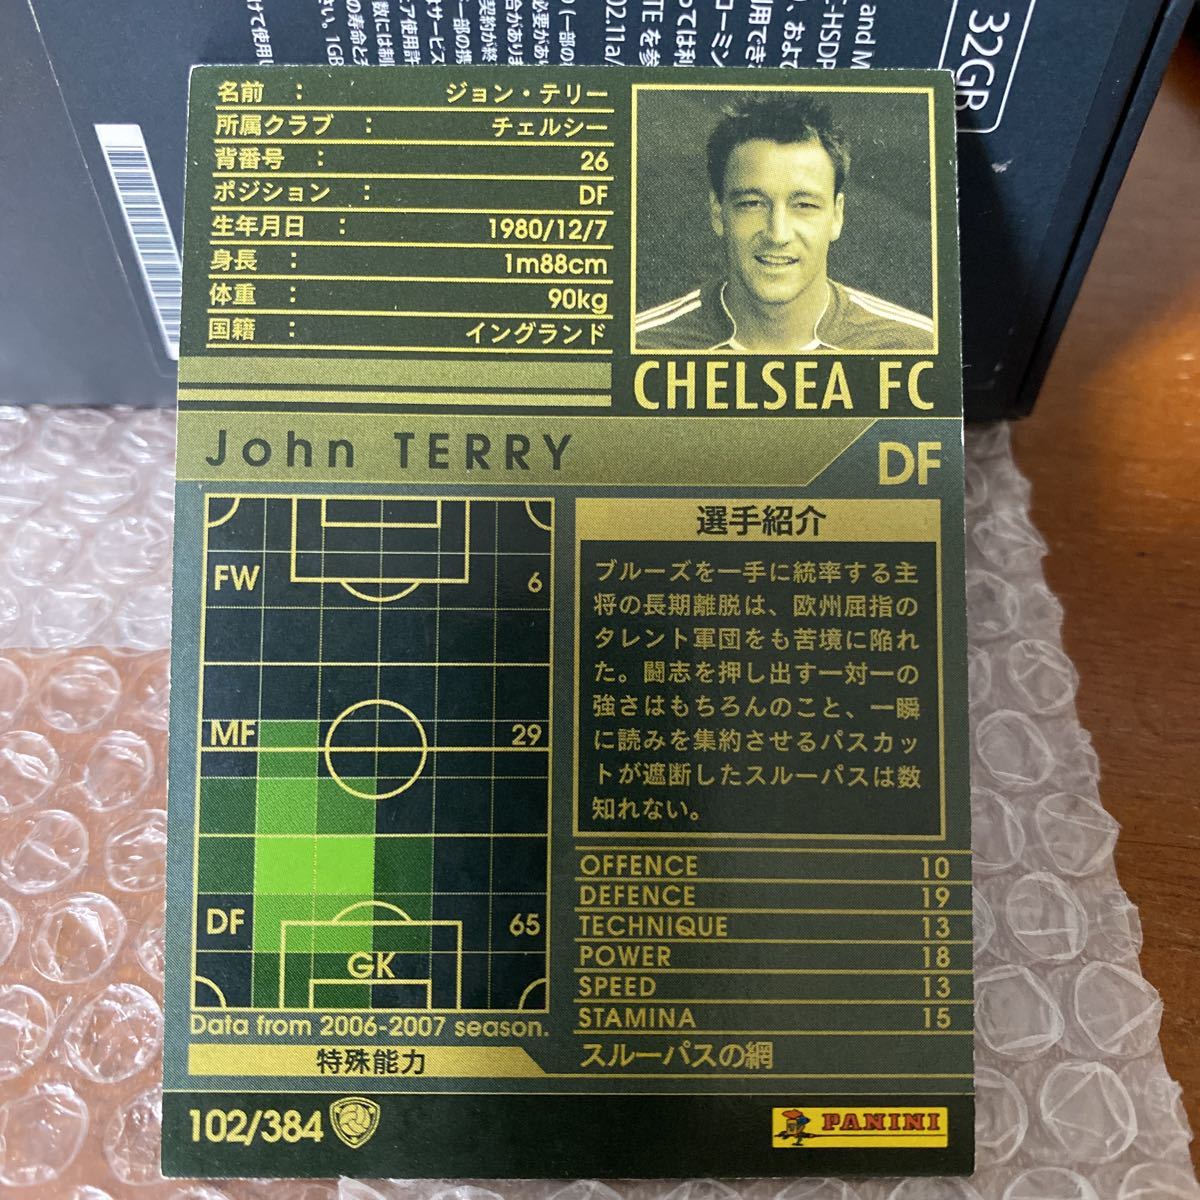 32GB
名前 : ジョン・テリー
所属クラブ : チェルシー
背番号 : 26
ポジション : DF
生年月日 : 1980/12/7
身長 : 1m88cm
体重 : 90kg
国籍 : イングランド
CHELSEA FC
John TERRY
DF
FW 6
MF 29
DF 65
GK
Data from 2006-2007 season.
選手紹介
ブルーズを一手に統率する主
将の長期離脱は、欧州屈指の
タレント軍団をも苦境に陥れ
た。闘志を押し出す一対一の
強さはもちろんのこと、一瞬
に読みを集約させるパスカッ
トが遮断したスルーパスは数
知れない。
OFFENCE 10
DEFENCE 19
TECHNIQUE 13
POWER 18
SPEED 13
STAMINA 15
特殊能力 スルーパスの網
102/384
PANINI